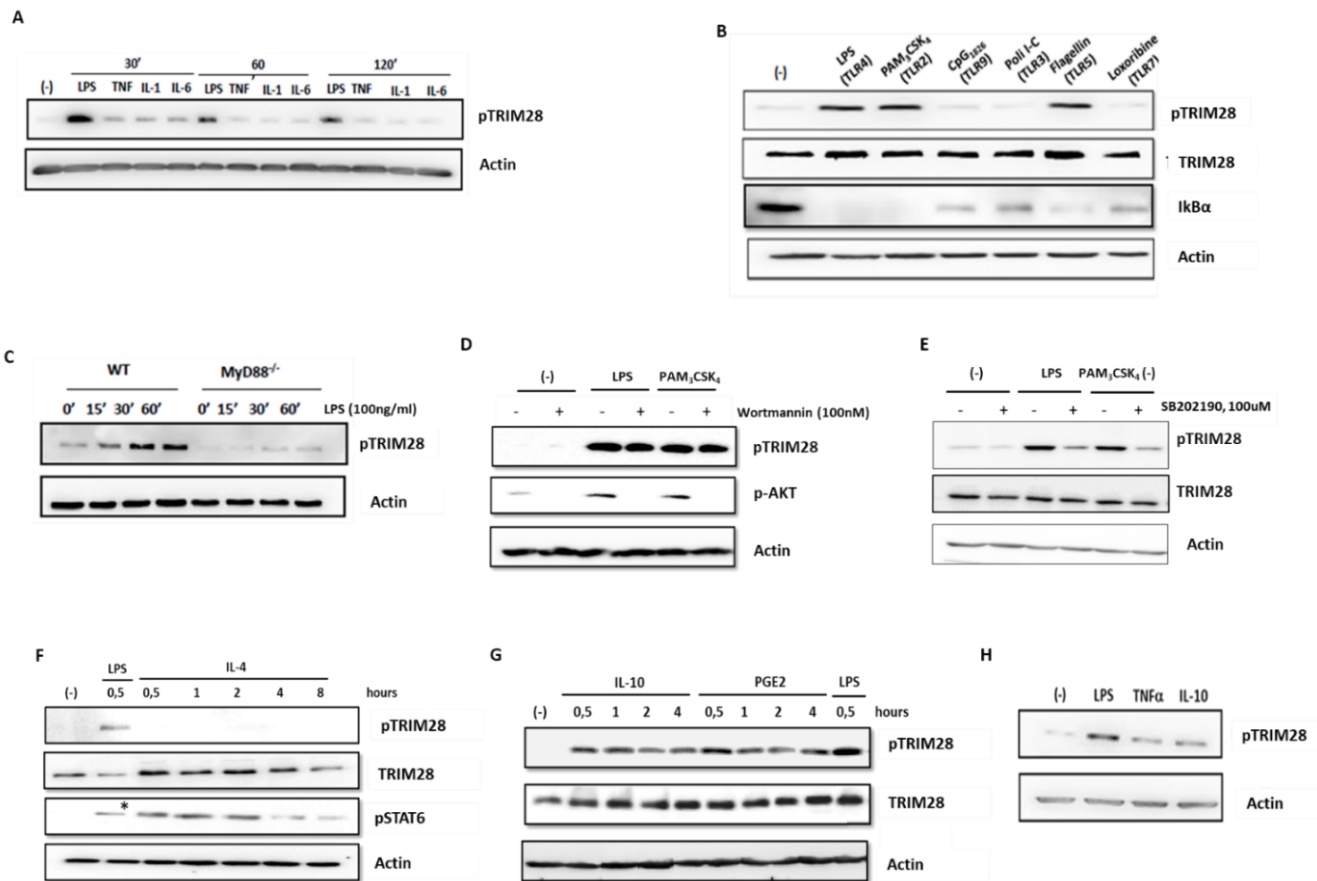 A
30' 60 ' 120'
(-) LPS TNF IL-1 IL-6 LPS TNF IL-1 IL-6 LPS TNF IL-1 IL-6
pTRIM28
Actin
B
(-) LPS (TLR4) PAM3CSK4 (TLR2) CpG1826 (TLR9) Poli I-C (TLR3) Flagellin (TLR5) Loxoribine (TLR7)
pTRIM28
TRIM28
IkBα
Actin
C
WT MyD88-/-
0' 15' 30' 60' 0' 15' 30' 60' LPS (100ng/ml)
pTRIM28
Actin
D
(-) LPS PAM3CSK4
- + - + - + Wortmannin (100nM)
pTRIM28
p-AKT
Actin
E
(-) LPS PAM3CSK4 (-)
- + - + - + SB202190, 100uM
pTRIM28
TRIM28
Actin
F
LPS IL-4
(-) 0,5 0,5 1 2 4 8 hours
pTRIM28
TRIM28
*
pSTAT6
Actin
G
IL-10 PGE2 LPS
(-) 0,5 1 2 4 0,5 1 2 4 0,5 hours
pTRIM28
TRIM28
Actin
H
(-) LPS TNFα IL-10
pTRIM28
Actin